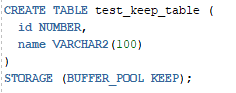 CREATE TABLE test_keep_table (
  id NUMBER,
  name VARCHAR2(100)
)
STORAGE (BUFFER_POOL KEEP);